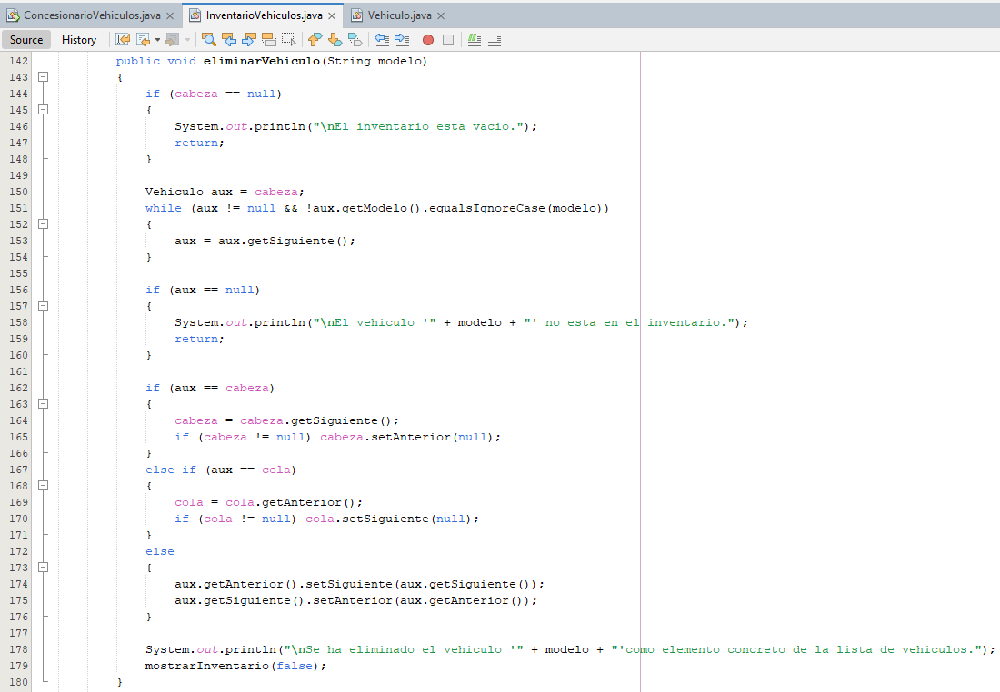 ConcesionarioVehiculos.java InventarioVehiculos.java Vehiculo.java
Source History
142 public void eliminarVehiculo(String modelo)
143 {
144 if (cabeza == null)
145 {
146 System.out.println("\nEl inventario esta vacio.");
147 return;
148 }
149
150 Vehiculo aux = cabeza;
151 while (aux != null && !aux.getModelo().equalsIgnoreCase(modelo))
152 {
153 aux = aux.getSiguiente();
154 }
155
156 if (aux == null)
157 {
158 System.out.println("\nEl vehiculo '" + modelo + "' no esta en el inventario.");
159 return;
160 }
161
162 if (aux == cabeza)
163 {
164 cabeza = cabeza.getSiguiente();
165 if (cabeza != null) cabeza.setAnterior(null);
166 }
167 else if (aux == cola)
168 {
169 cola = cola.getAnterior();
170 if (cola != null) cola.setSiguiente(null);
171 }
172 else
173 {
174 aux.getAnterior().setSiguiente(aux.getSiguiente());
175 aux.getSiguiente().setAnterior(aux.getAnterior());
176 }
177
178 System.out.println("\nSe ha eliminado el vehiculo '" + modelo + "'como elemento concreto de la lista de vehiculos.");
179 mostrarInventario(false);
180 }